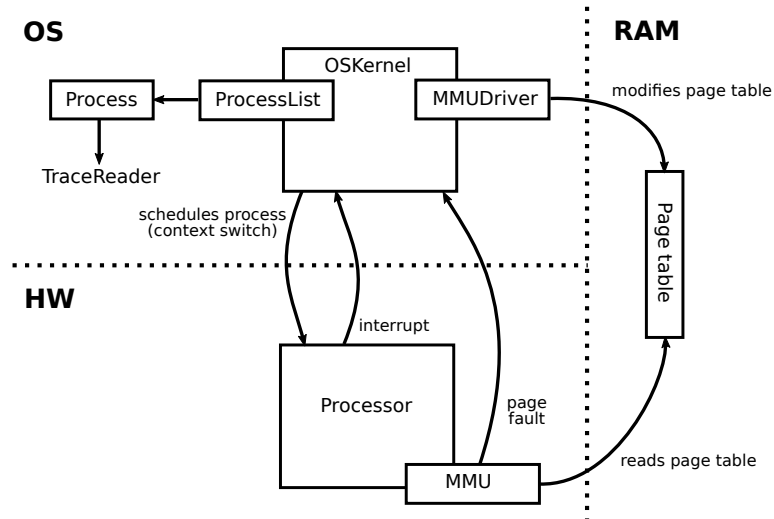 OS
RAM
OSKernel
Process
ProcessList
MMUDriver
modifies page table
TraceReader
Page table
schedules process
(context switch)
HW
interrupt
Processor
page
fault
reads page table
MMU